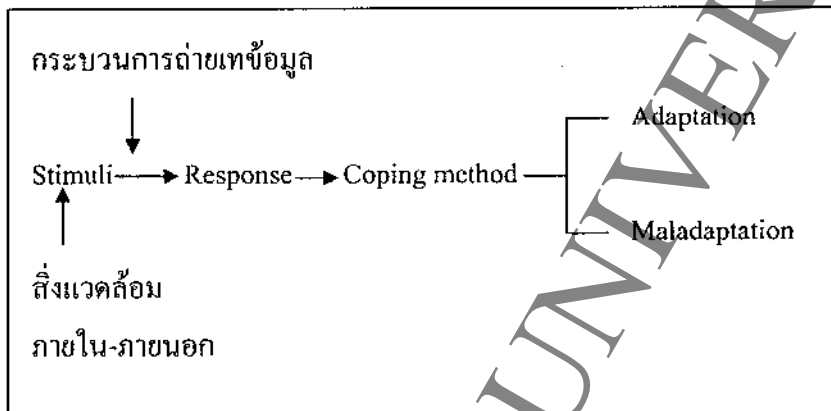 กระบวนการถ่ายเทข้อมูล
Adaptation
Stimuli Response Coping method
Maladaptation
สิ่งแวดล้อม
ภายใน-ภายนอก
UNIVER